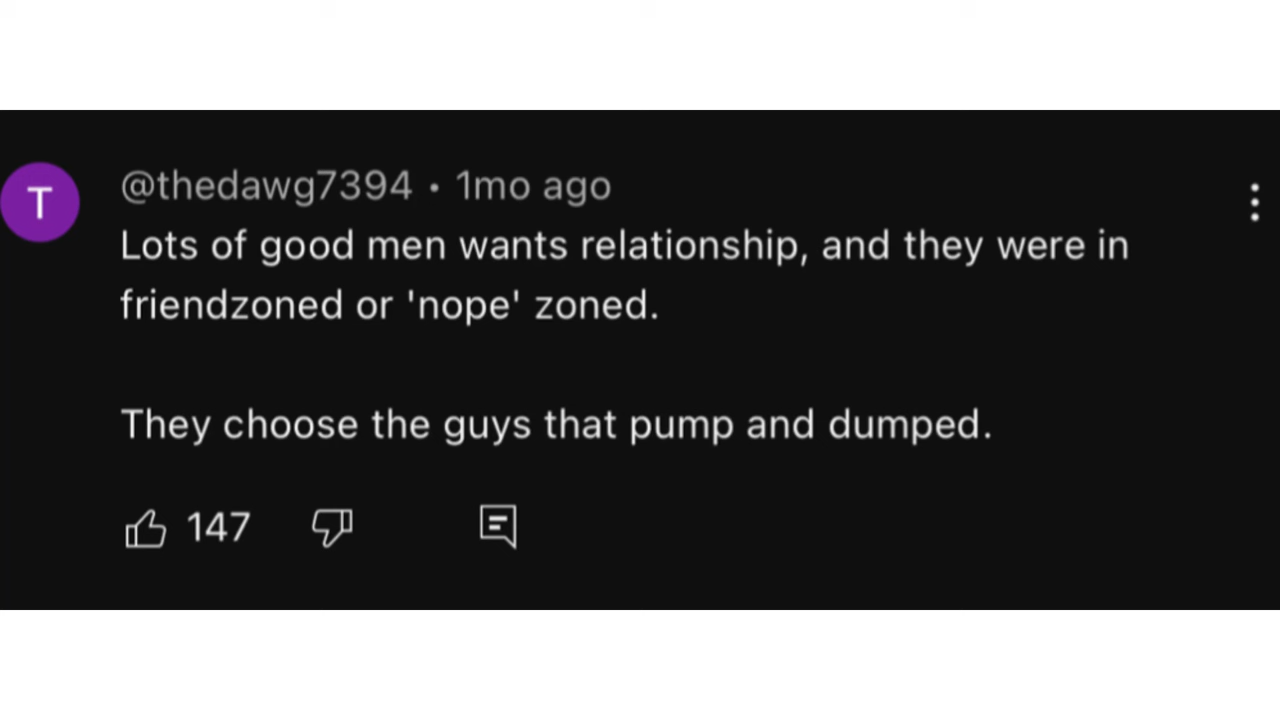 T
@thedawg7394 • 1mo ago
Lots of good men wants relationship, and they were in
friendzoned or 'nope' zoned.
They choose the guys that pump and dumped.
147